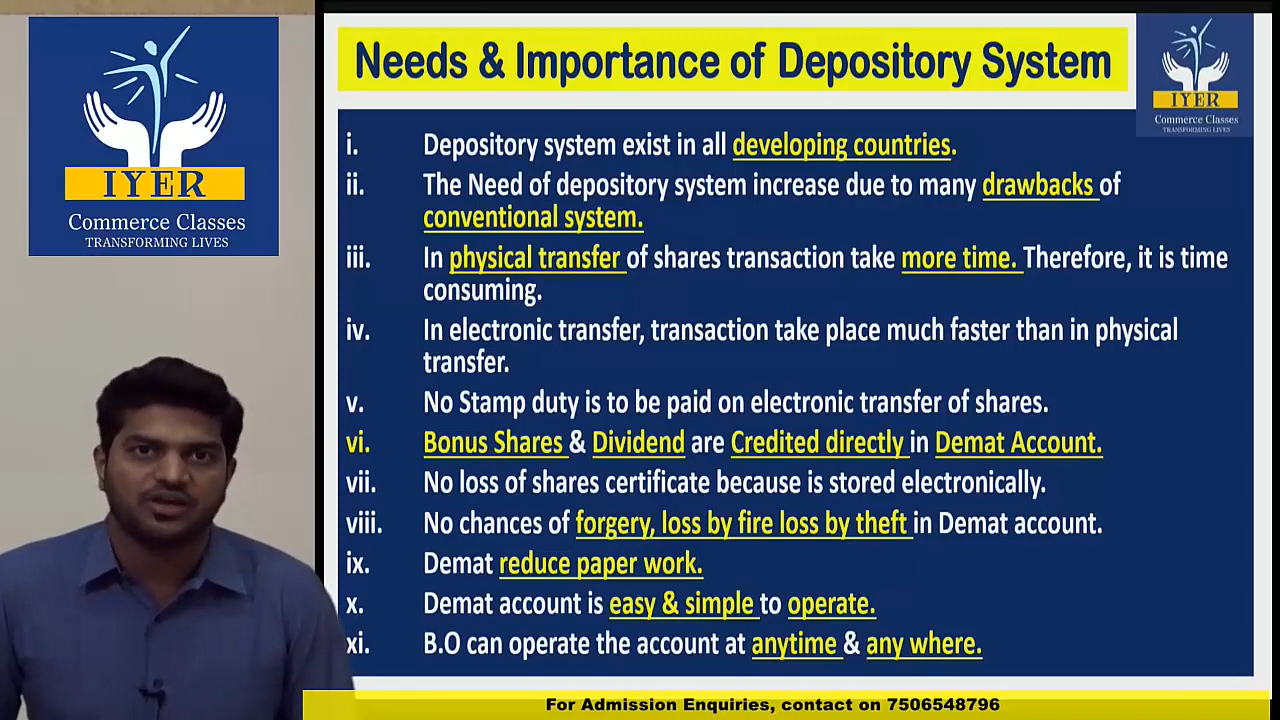 IYER
Commerce Classes
TRANSFORMING LIVES
Needs & Importance of Depository System
IYER
Commerce Classes
TRANSFORMING LIVES
i. Depository system exist in all developing countries.
ii. The Need of depository system increase due to many drawbacks of
conventional system.
iii. In physical transfer of shares transaction take more time. Therefore, it is time
consuming.
iv. In electronic transfer, transaction take place much faster than in physical
transfer.
v. No Stamp duty is to be paid on electronic transfer of shares.
vi. Bonus Shares & Dividend are Credited directly in Demat Account.
vii. No loss of shares certificate because is stored electronically.
viii. No chances of forgery, loss by fire loss by theft in Demat account.
ix. Demat reduce paper work.
x. Demat account is easy & simple to operate.
xi. B.O can operate the account at anytime & any where.
For Admission Enquiries, contact on 7506548796